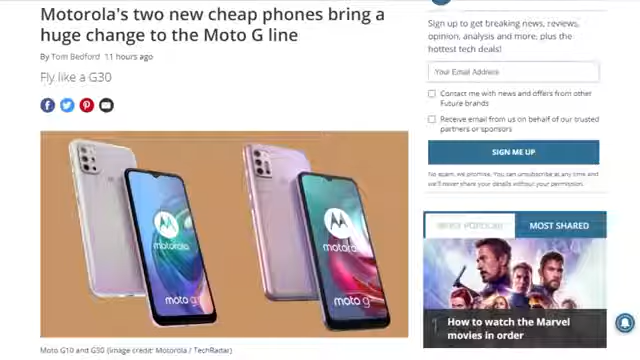 Motorola's two new cheap phones bring a
huge change to the Moto G line
By Tom Bedford 11 hours ago
Fly like a G30
motorola
moto g
motorola
moto g
Moto G10 and G30 (Image credit: Motorola / TechRadar)
Sign up to get breaking news, reviews,
opinion, analysis and more, plus the
hottest tech deals!
Your Email Address
Contact me with news and offers from other
Future brands
Receive email from us on behalf of our trusted
partners or sponsors
SIGN ME UP
No spam, we promise. You can unsubscribe at any time and
we'll never share your details without your permission.
MOST POPULAR
MOST SHARED
1
How to watch the Marvel
movies in order